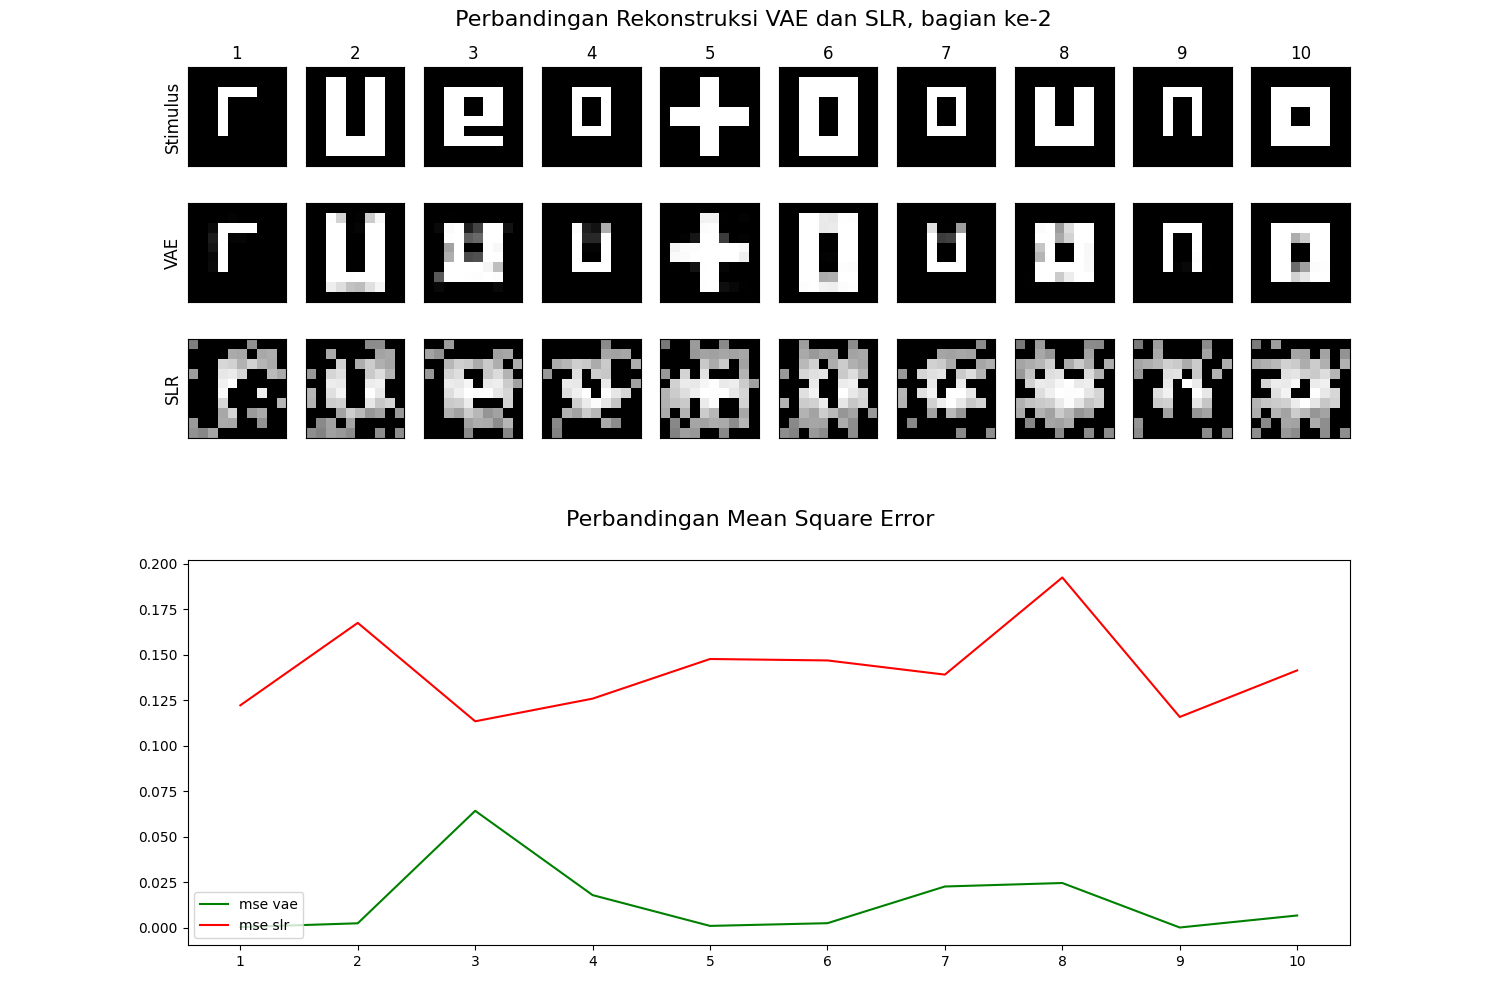 Perbandingan Rekonstruksi VAE dan SLR, bagian ke-2
1 2 3 4 5 6 7 8 9 10
Stimulus
VAE
SLR
Perbandingan Mean Square Error
0.200
0.175
0.150
0.125
0.100
0.075
0.050
0.025
0.000
mse vae
mse slr
1 2 3 4 5 6 7 8 9 10